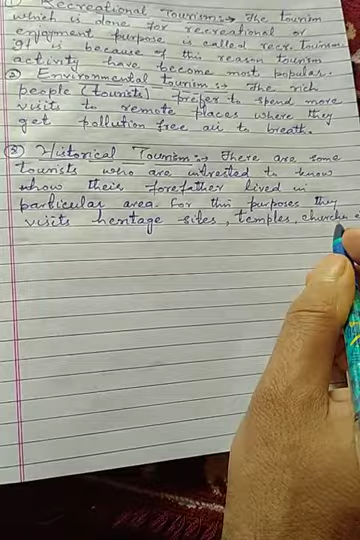 ① Recreational Tourism :→ The tourism
which is done for recreational or
enjoyment purpose is called recr. tourism
It is because of this reason tourism
activity have become most popular.
② Environmental tourism :→ The rich
people (tourists) prefer to spend more
visits to remote places where they
get pollution free air to breath.
③ Historical Tourism :→ There are some
tourists who are intrested to know
how their forefather lived in
particular area. For this purposes they
visits heritage sites, temples, churches